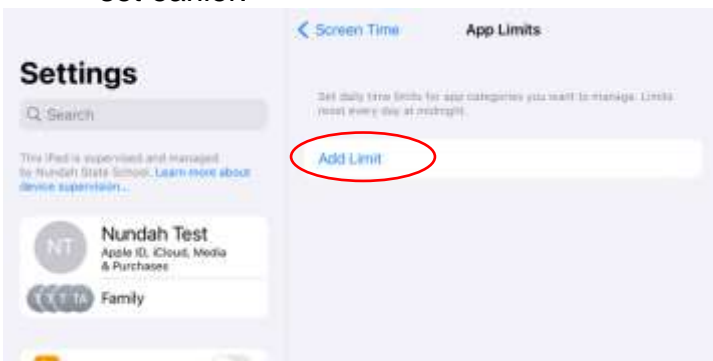 Screen Time
App Limits
Settings
Search
Set daily time limits for app categories you want to manage. Limits
reset every day at midnight.
Add Limit
This iPad is supervised and managed
by Nundah State School. Learn more about
device supervision...
NT
Nundah Test
Apple ID, iCloud, Media
& Purchases
Family